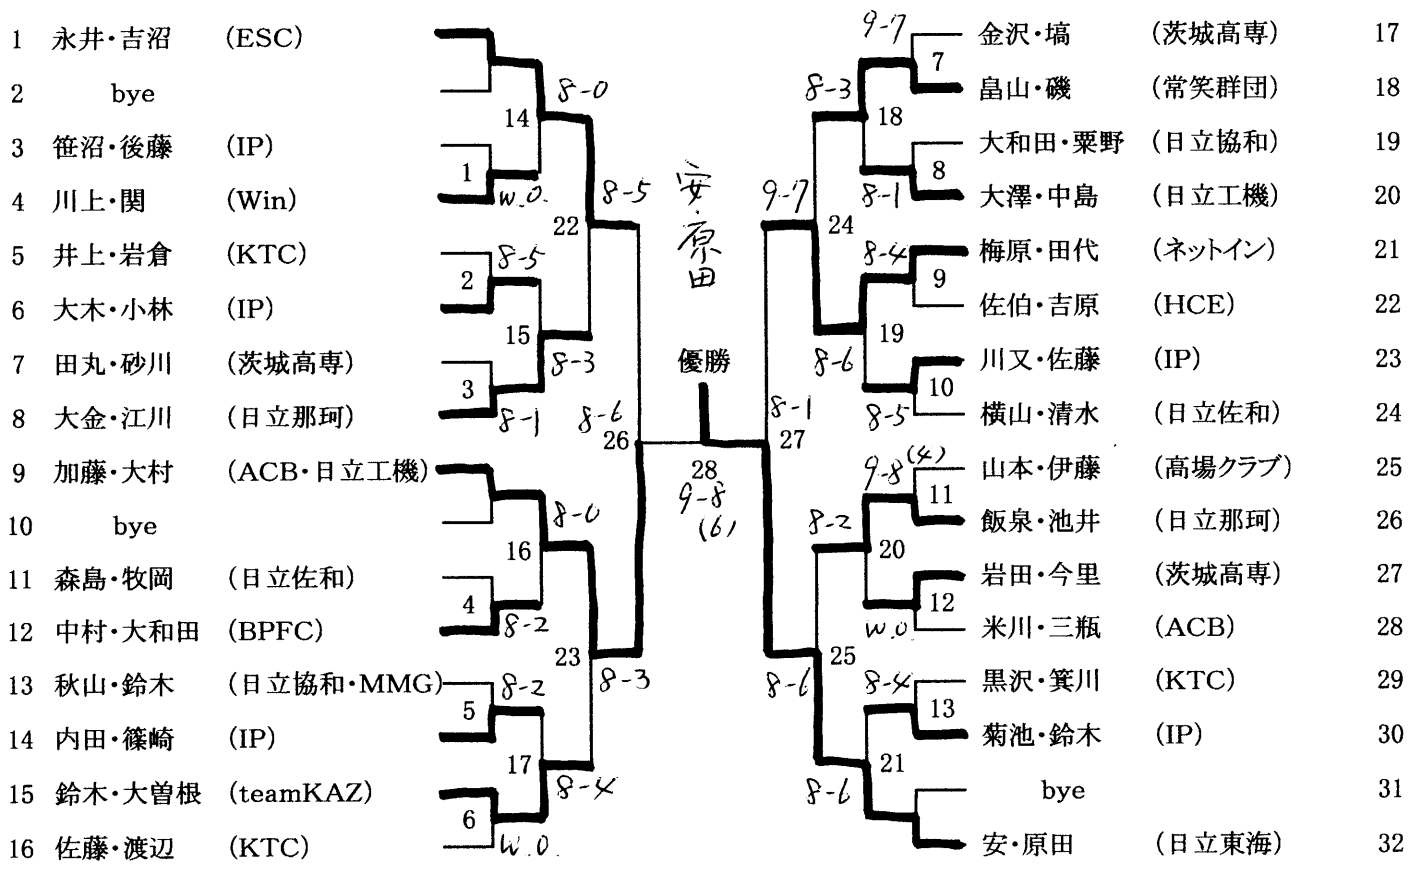 1 永井・吉沼 (ESC)
2 bye
3 笹沼・後藤 (IP)
4 川上・関 (Win)
5 井上・岩倉 (KTC)
6 大木・小林 (IP)
7 田丸・砂川 (茨城高専)
8 大金・江川 (日立那珂)
9 加藤・大村 (ACB・日立工機)
10 bye
11 森島・牧岡 (日立佐和)
12 中村・大和田 (BPFC)
13 秋山・鈴木 (日立協和・MMG)
14 内田・篠崎 (IP)
15 鈴木・大曽根 (teamKAZ)
16 佐藤・渡辺 (KTC)
14 8-0
1 W.O.
22 8-5
2 8-5
15 8-3
3 8-1
26 8-6
16 8-0
4 8-2
23 8-3
5 8-2
17 8-4
6 W.O.
安・原田
優勝
28
9-8
(6)
9-7 7
8-3 18
8-1 8
9-7 24
8-4 9
8-6 19
8-5 10
8-1 27
9-8(4) 11
8-2 20
W.O. 12
8-6 25
8-4 13
8-6 21
金沢・塙 (茨城高専) 17
畠山・磯 (常笑群団) 18
大和田・粟野 (日立協和) 19
大澤・中島 (日立工機) 20
梅原・田代 (ネットイン) 21
佐伯・吉原 (HCE) 22
川又・佐藤 (IP) 23
横山・清水 (日立佐和) 24
山本・伊藤 (高場クラブ) 25
飯泉・池井 (日立那珂) 26
岩田・今里 (茨城高専) 27
米川・三瓶 (ACB) 28
黒沢・箕川 (KTC) 29
菊池・鈴木 (IP) 30
bye 31
安・原田 (日立東海) 32